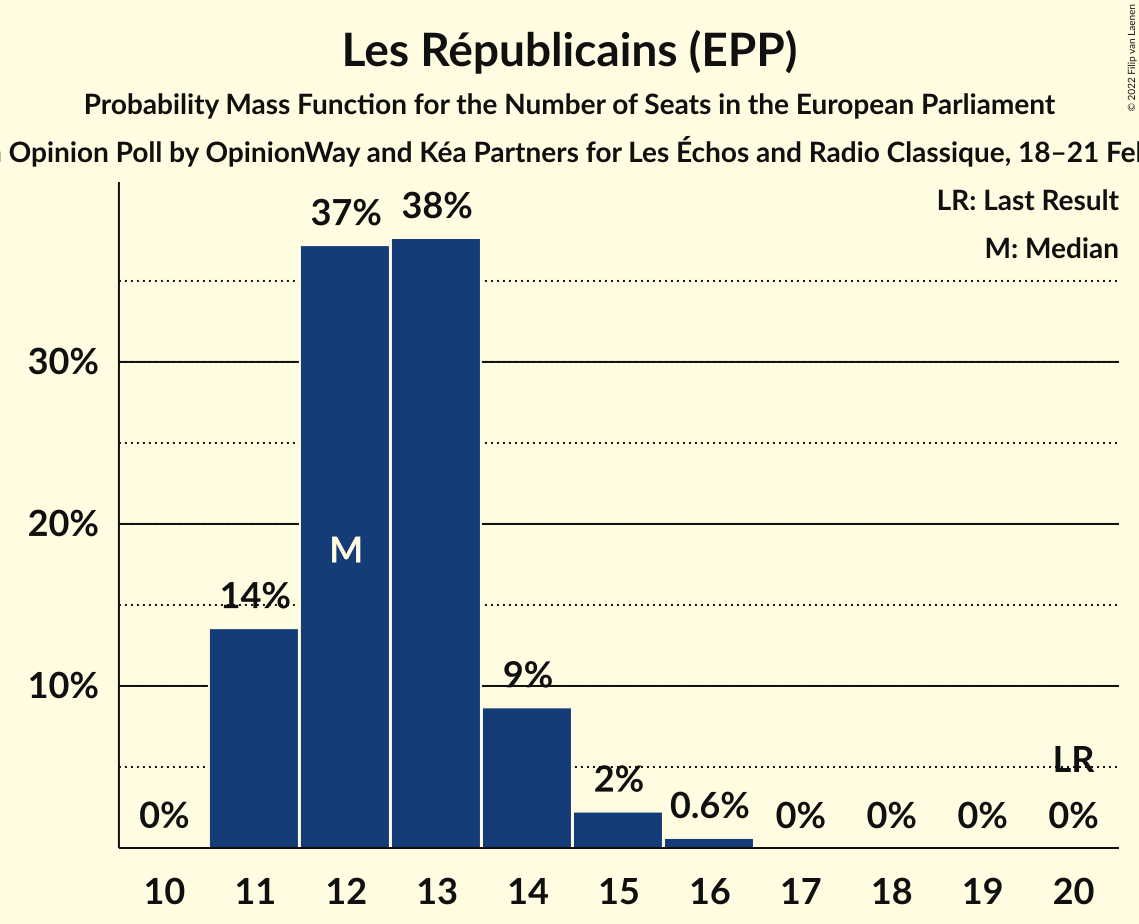 Les Républicains (EPP)
Probability Mass Function for the Number of Seats in the European Parliament
Opinion Poll by OpinionWay and Kéa Partners for Les Échos and Radio Classique, 18–21
© 2022 Filip van Laenen
LR: Last Result
M: Median
37% 38%
30%
20%
M
14%
10%
9%
2%
0.6%
LR
0% 0% 0% 0% 0%
10 11 12 13 14 15 16 17 18 19 20